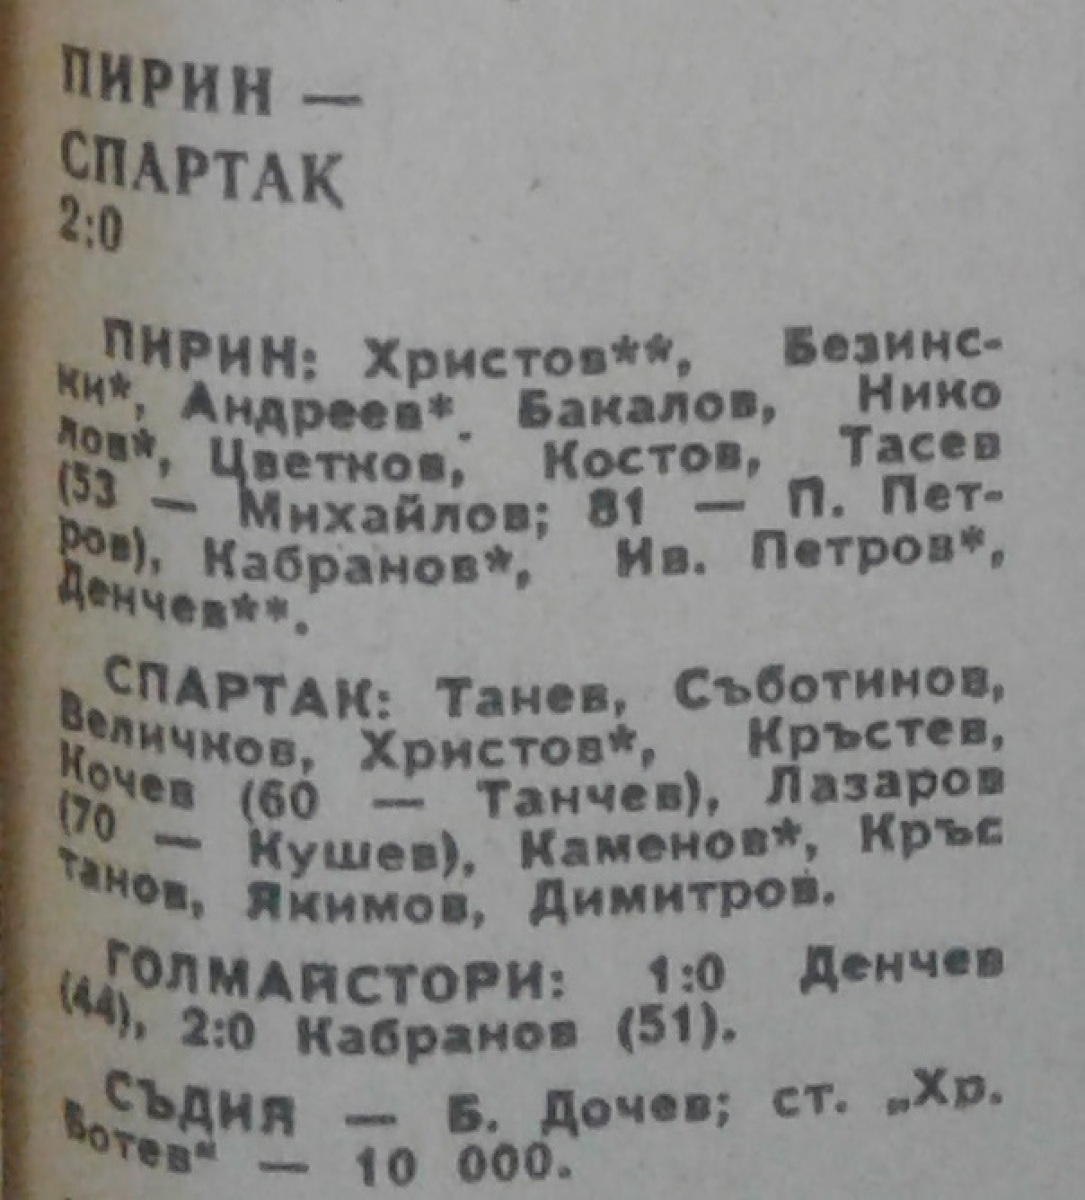 ПИРИН —
СПАРТАК
2:0
ПИРИН: Христов**, Безинс-
ки*, Андреев*. Бакалов, Нико
лов*, Цветков, Костов, Тасев
(53 — Михайлов; 81 — П. Пет-
ров), Кабранов*, Ив. Петров*,
Денчев**.
СПАРТАК: Танев, Съботинов,
Величков, Христов*, Кръстев,
Кочев (60 — Танчев), Лазаров
(70 — Кушев), Каменов*, Кръс
танов, Якимов, Димитров.
ГОЛМАЙСТОРИ: 1:0 Денчев
(44), 2:0 Кабранов (51).
СЪДИЯ — Б. Дочев; ст. „Хр.
Ботев“ — 10 000.